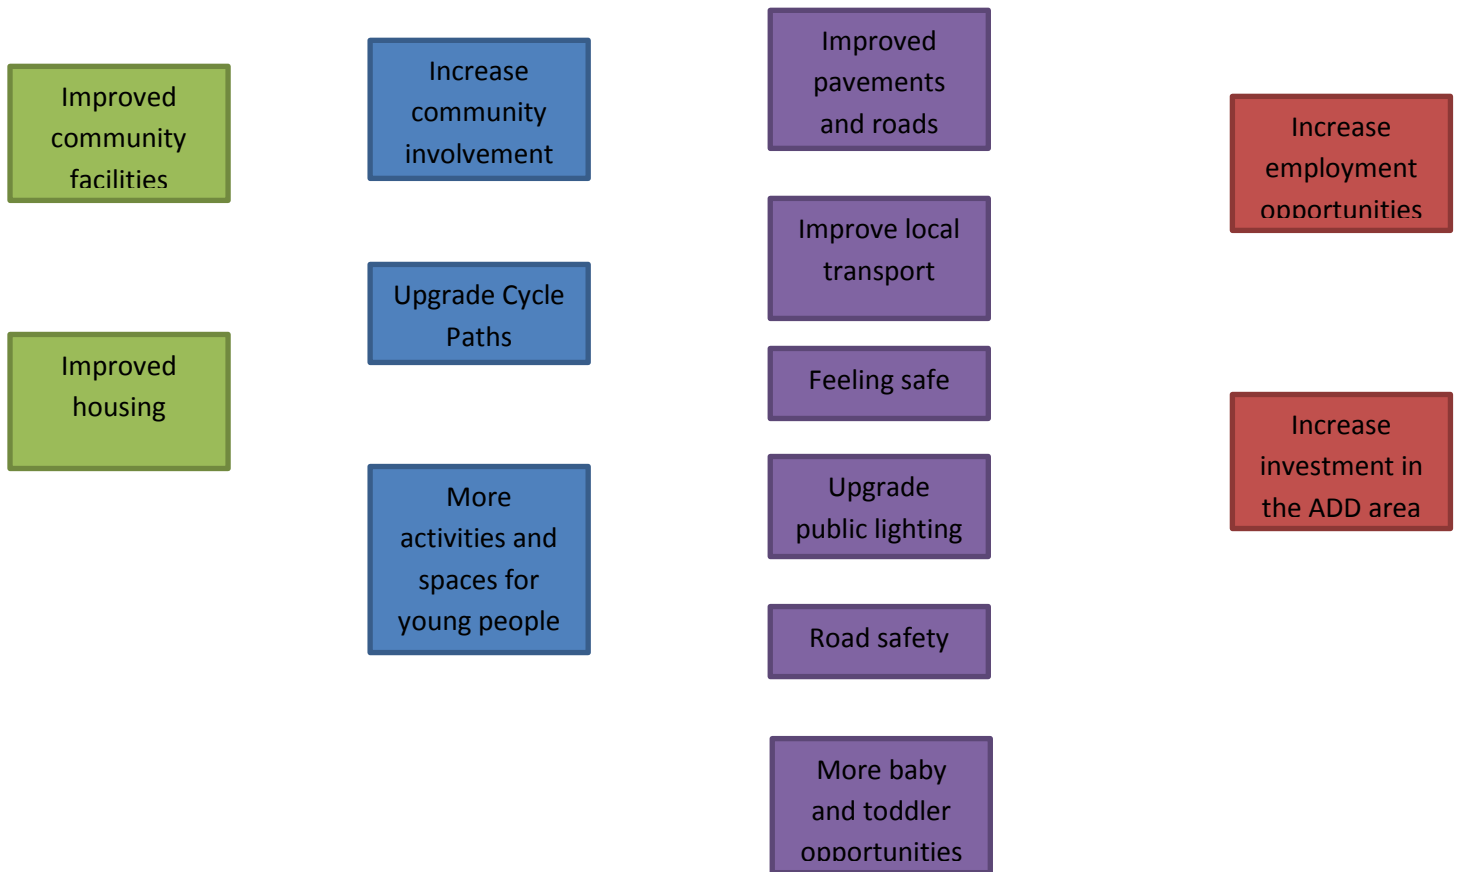 Improved
community
facilities
Improved
housing
Increase
community
involvement
Upgrade Cycle
Paths
More
activities and
spaces for
young people
Improved
pavements
and roads
Improve local
transport
Feeling safe
Upgrade
public lighting
Road safety
More baby
and toddler
opportunities
Increase
employment
opportunities
Increase
investment in
the ADD area